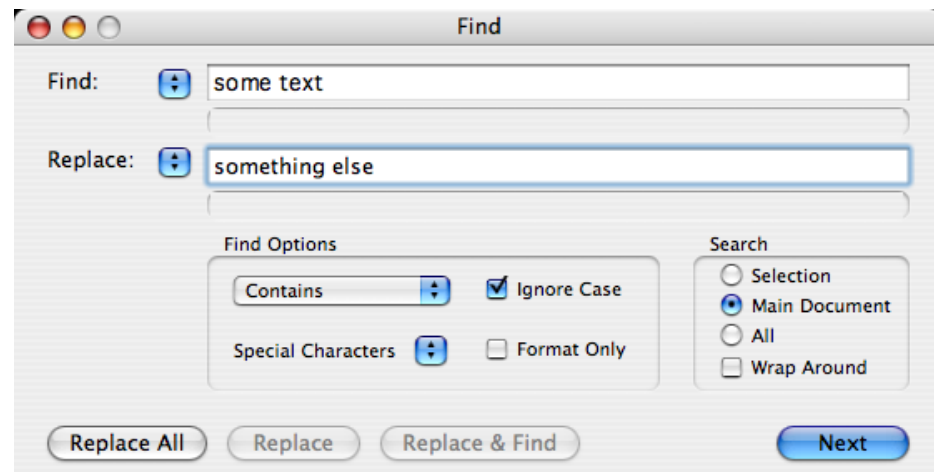 Find
Find: some text
Replace: something else
Find Options
Contains Ignore Case
Special Characters Format Only
Search
Selection
Main Document
All
Wrap Around
Replace All Replace Replace & Find Next